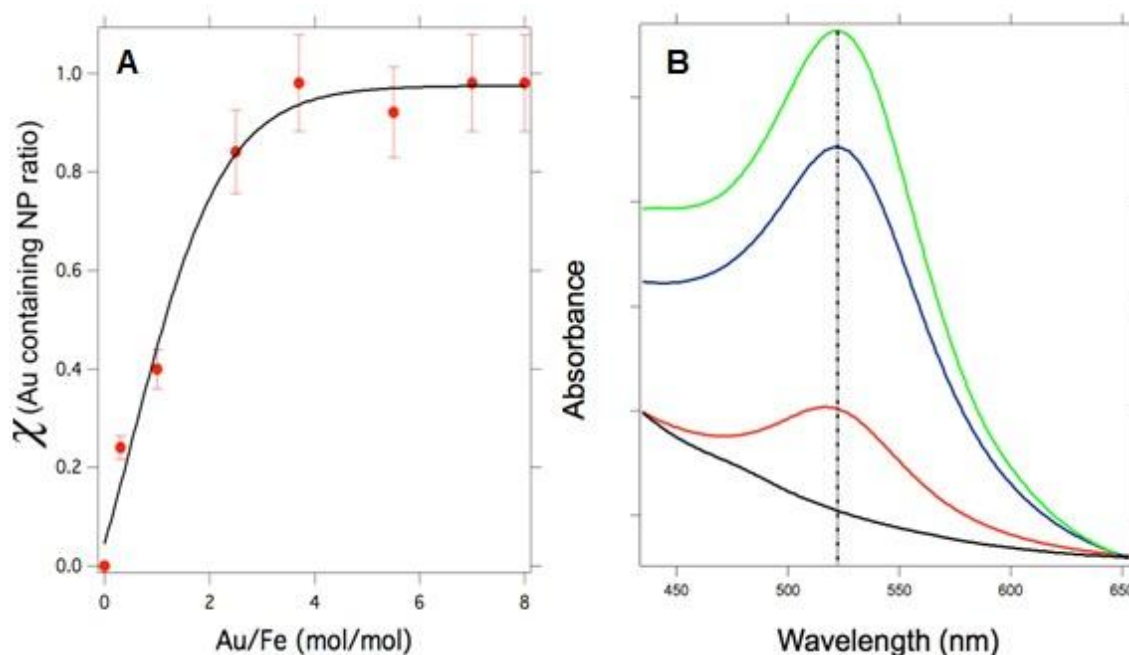 A
1.0
0.8
0.6
0.4
0.2
0.0
χ (Au containing NP ratio)
0 2 4 6 8
Au/Fe (mol/mol)
B
Absorbance
450 500 550 600 650
Wavelength (nm)